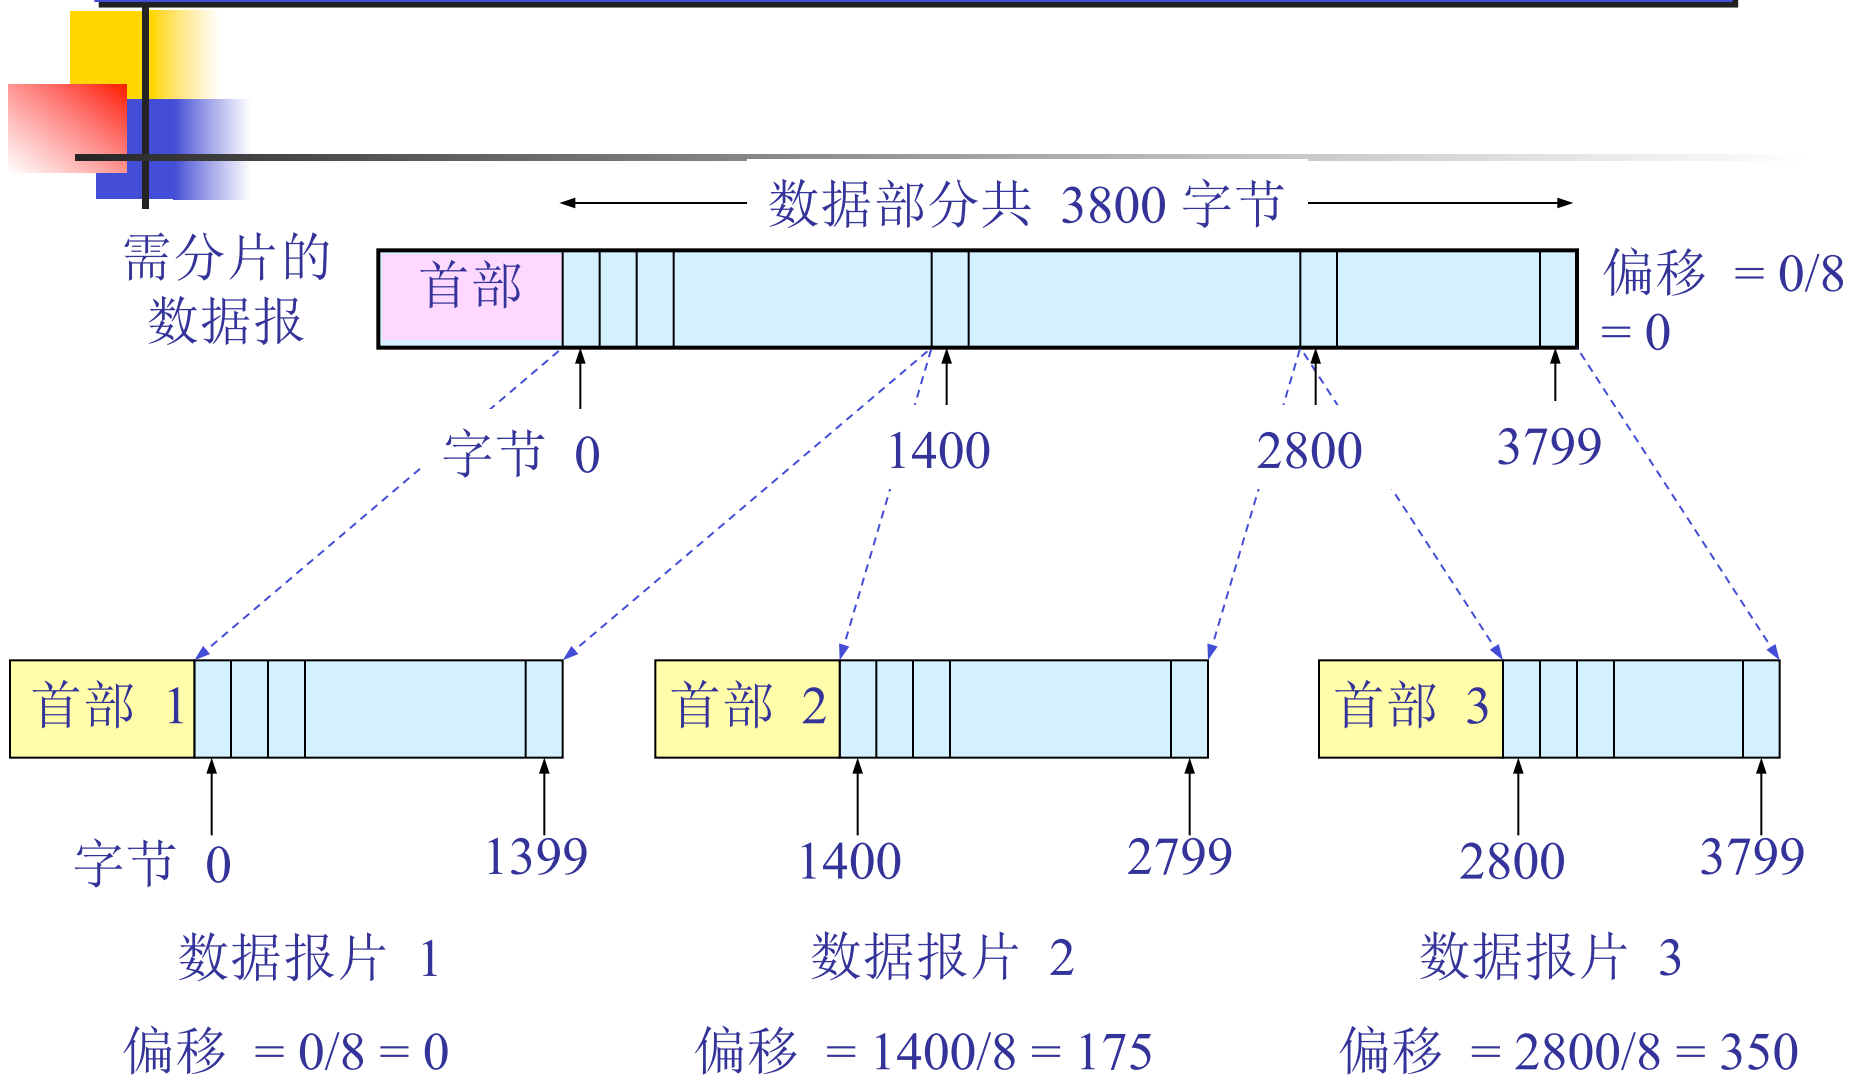 数据部分共 3800 字节
需分片的
数据报
首部
偏移 = 0/8
= 0
字节 0
1400
2800
3799
首部 1
首部 2
首部 3
字节 0
1399
1400
2799
2800
3799
数据报片 1
数据报片 2
数据报片 3
偏移 = 0/8 = 0
偏移 = 1400/8 = 175
偏移 = 2800/8 = 350